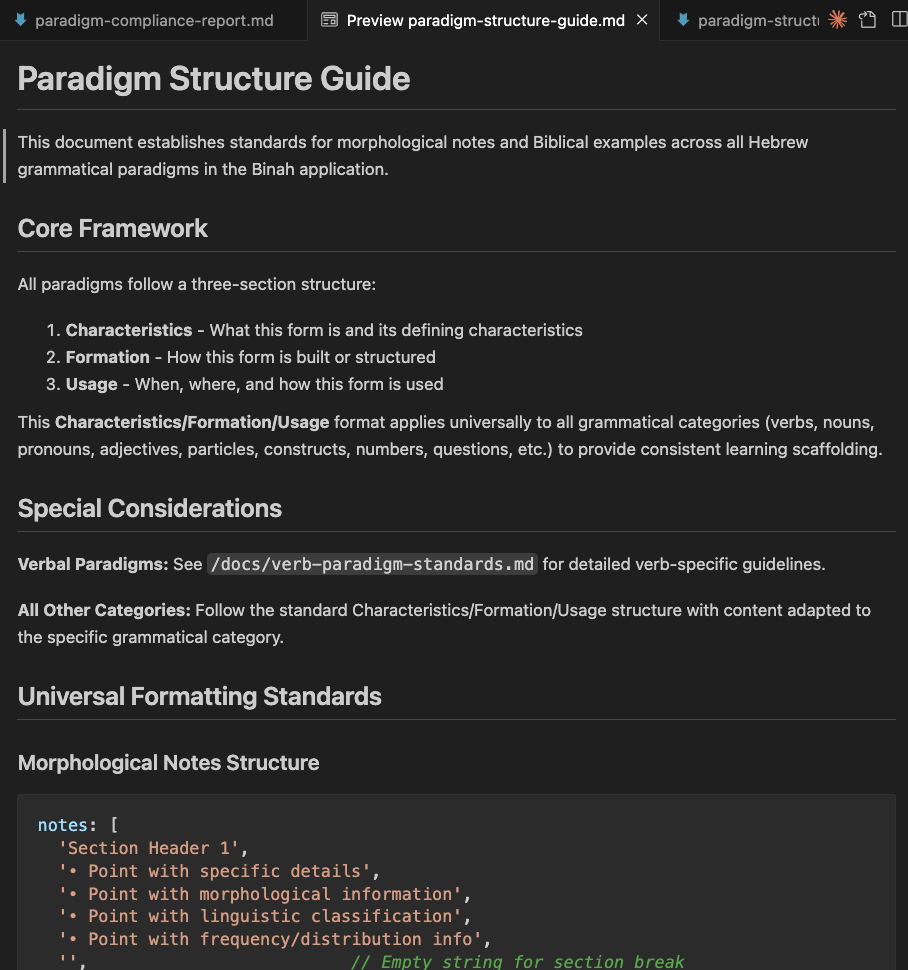 paradigm-compliance-report.md
Preview paradigm-structure-guide.md
paradigm-struct
Paradigm Structure Guide
This document establishes standards for morphological notes and Biblical examples across all Hebrew
grammatical paradigms in the Binah application.
Core Framework
All paradigms follow a three-section structure:
1. Characteristics - What this form is and its defining characteristics
2. Formation - How this form is built or structured
3. Usage - When, where, and how this form is used
This Characteristics/Formation/Usage format applies universally to all grammatical categories (verbs, nouns,
pronouns, adjectives, particles, constructs, numbers, questions, etc.) to provide consistent learning scaffolding.
Special Considerations
Verbal Paradigms: See /docs/verb-paradigm-standards.md for detailed verb-specific guidelines.
All Other Categories: Follow the standard Characteristics/Formation/Usage structure with content adapted to
the specific grammatical category.
Universal Formatting Standards
Morphological Notes Structure
notes: [
'Section Header 1',
'• Point with specific details',
'• Point with morphological information',
'• Point with linguistic classification',
'• Point with frequency/distribution info',
'', // Empty string for section break